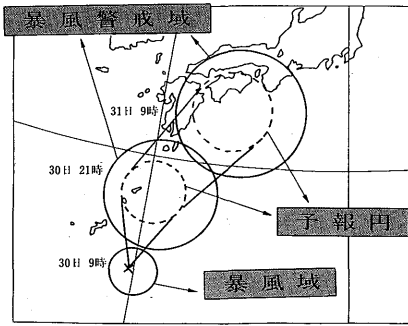 暴風警戒域
31日 9時
30日 21時
予報円
30日 9時
暴風域